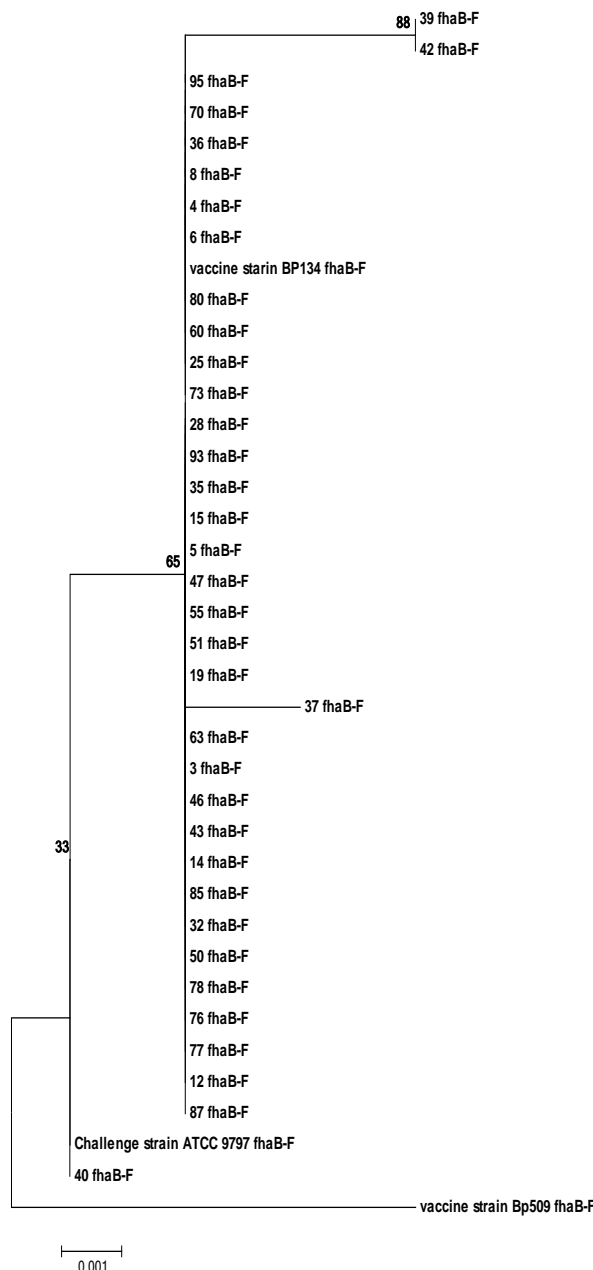 88
39 fhaB-F
42 fhaB-F
95 fhaB-F
70 fhaB-F
36 fhaB-F
8 fhaB-F
4 fhaB-F
6 fhaB-F
vaccine starin BP134 fhaB-F
80 fhaB-F
60 fhaB-F
25 fhaB-F
73 fhaB-F
28 fhaB-F
93 fhaB-F
35 fhaB-F
15 fhaB-F
5 fhaB-F
65
47 fhaB-F
55 fhaB-F
51 fhaB-F
19 fhaB-F
37 fhaB-F
63 fhaB-F
3 fhaB-F
46 fhaB-F
43 fhaB-F
33
14 fhaB-F
85 fhaB-F
32 fhaB-F
50 fhaB-F
78 fhaB-F
76 fhaB-F
77 fhaB-F
12 fhaB-F
87 fhaB-F
Challenge strain ATCC 9797 fhaB-F
40 fhaB-F
vaccine strain Bp509 fhaB-F
0.001